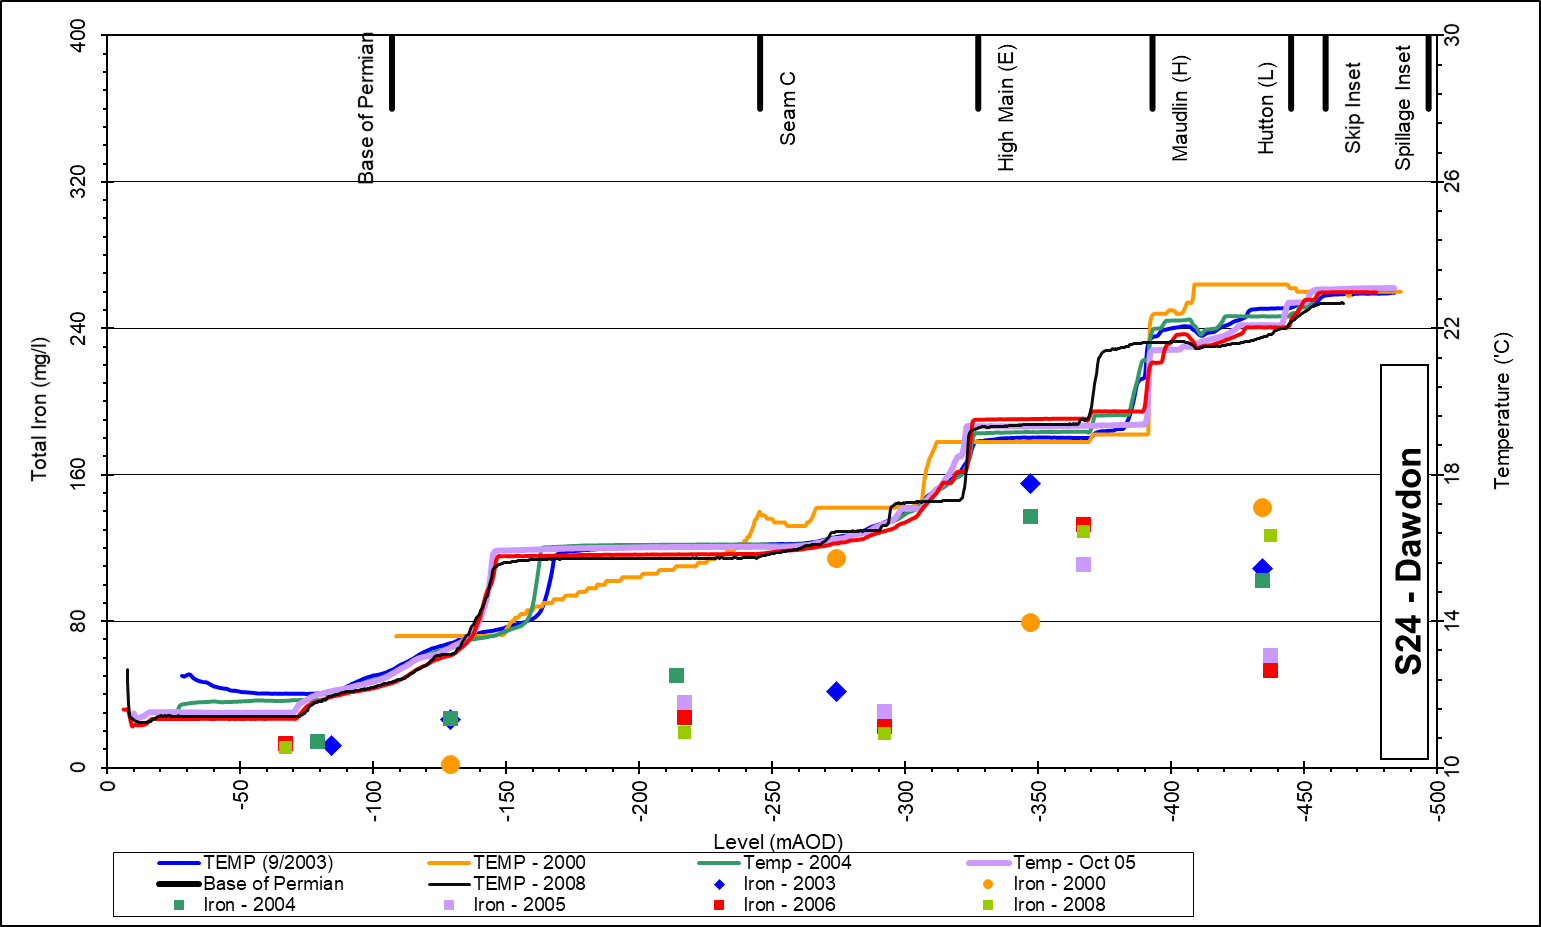 400
320
240
160
80
0
Total Iron (mg/l)
30
26
22
18
14
10
Temperature ('C)
Base of Permian
Seam C
High Main (E)
Maudlin (H)
Hutton (L)
Skip Inset
Spillage Inset
S24 - Dawdon
0
-50
-100
-150
-200
-250
-300
-350
-400
-450
-500
Level (mAOD)
TEMP (9/2003)
TEMP - 2000
Temp - 2004
Temp - Oct 05
Base of Permian
TEMP - 2008
Iron - 2003
Iron - 2000
Iron - 2004
Iron - 2005
Iron - 2006
Iron - 2008